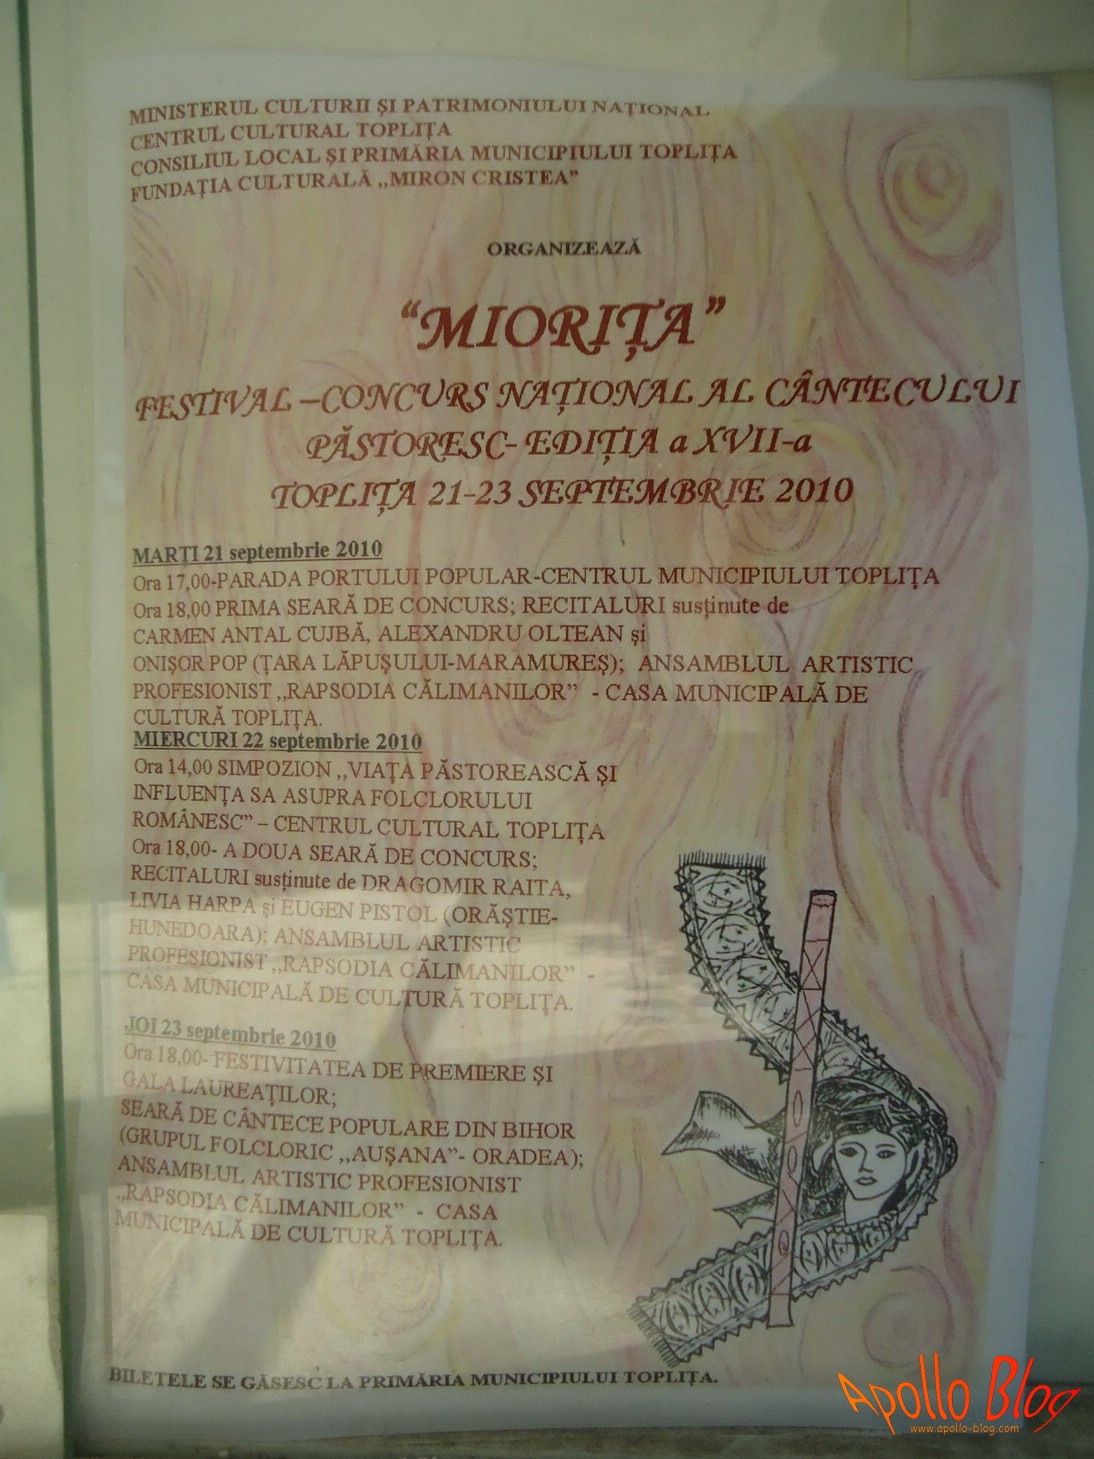 MINISTERUL CULTURII ŞI PATRIMONIULUI NAŢIONAL
CENTRUL CULTURAL TOPLIŢA
CONSILIUL LOCAL ŞI PRIMĂRIA MUNICIPIULUI TOPLIŢA
FUNDAŢIA CULTURALĂ ,,MIRON CRISTEA”
ORGANIZEAZĂ
“MIORIŢA”
FESTIVAL –CONCURS NAŢIONAL AL CÂNTECULUI
PĂSTORESC- EDIŢIA a XVII-a
TOPLIŢA 21-23 SEPTEMBRIE 2010
MARŢI 21 septembrie 2010
Ora 17,00-PARADA PORTULUI POPULAR-CENTRUL MUNICIPIULUI TOPLIŢA
Ora 18,00 PRIMA SEARĂ DE CONCURS; RECITALURI susţinute de
CARMEN ANTAL CUJBĂ, ALEXANDRU OLTEAN şi
ONIŞOR POP (ŢARA LĂPUŞULUI-MARAMUREŞ); ANSAMBLUL ARTISTIC
PROFESIONIST ,,RAPSODIA CĂLIMANILOR” - CASA MUNICIPALĂ DE
CULTURĂ TOPLIŢA.
MIERCURI 22 septembrie 2010
Ora 14,00 SIMPOZION ,,VIAŢA PĂSTOREASCĂ ŞI
INFLUENŢA SA ASUPRA FOLCLORULUI
ROMÂNESC” – CENTRUL CULTURAL TOPLIŢA
Ora 18,00- A DOUA SEARĂ DE CONCURS;
RECITALURI susţinute de DRAGOMIR RAITA,
LIVIA HARPA şi EUGEN PISTOL (ORĂŞTIE-
HUNEDOARA); ANSAMBLUL ARTISTIC
PROFESIONIST ,,RAPSODIA CĂLIMANILOR” -
CASA MUNICIPALĂ DE CULTURĂ TOPLIŢA.
JOI 23 septembrie 2010
Ora 18,00- FESTIVITATEA DE PREMIERE ŞI
GALA LAUREAŢILOR;
SEARĂ DE CÂNTECE POPULARE DIN BIHOR
(GRUPUL FOLCLORIC ,,AUŞANA”- ORADEA);
ANSAMBLUL ARTISTIC PROFESIONIST
,,RAPSODIA CĂLIMANILOR” - CASA
MUNICIPALĂ DE CULTURĂ TOPLIŢA.
BILETELE SE GĂSESC LA PRIMĂRIA MUNICIPIULUI TOPLIŢA.
Apollo Blog
www.apollo-blog.com